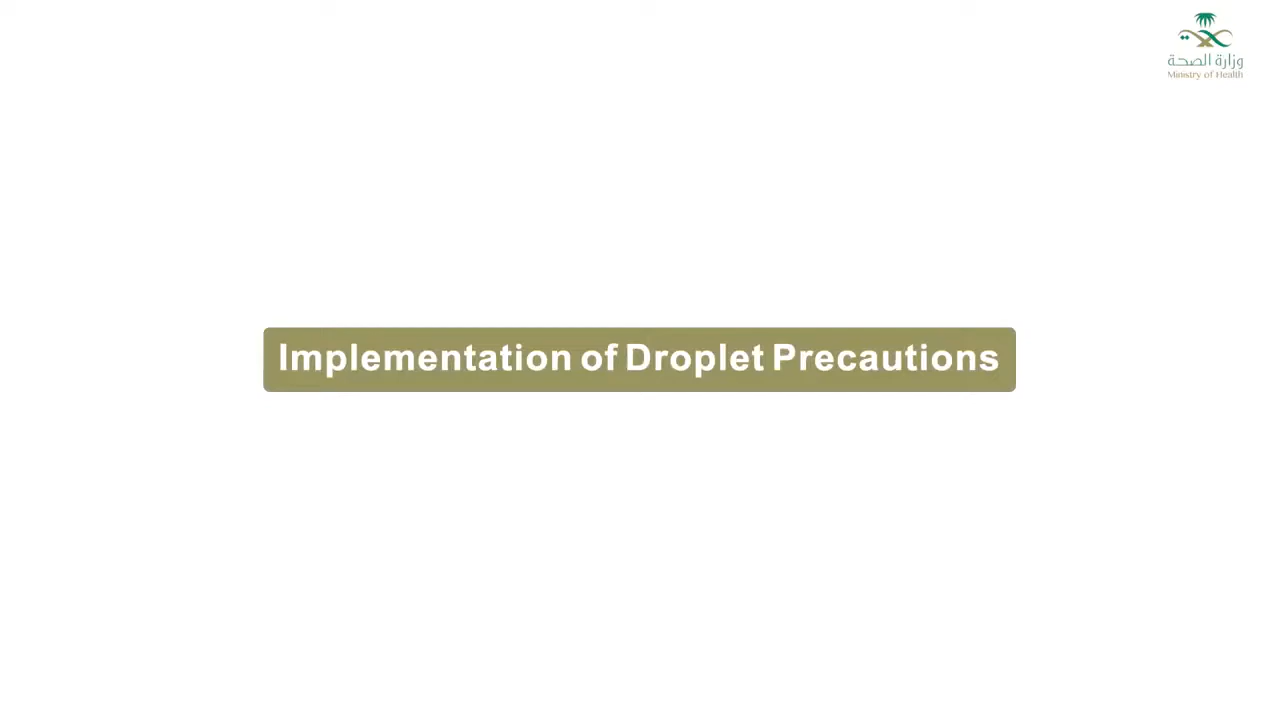 وزارة الصحة
Ministry of Health
Implementation of Droplet Precautions